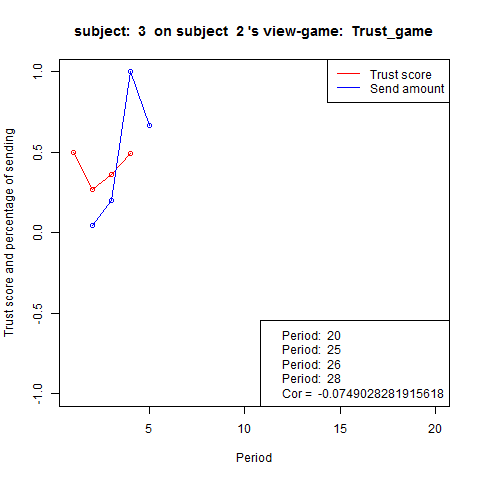 subject: 3 on subject 2 's view-game: Trust_game
Trust score and percentage of sending
1.0
0.5
0.0
-0.5
-1.0
Trust score
Send amount
Period: 20
Period: 25
Period: 26
Period: 28
Cor = -0.0749028281915618
5 10 15 20
Period